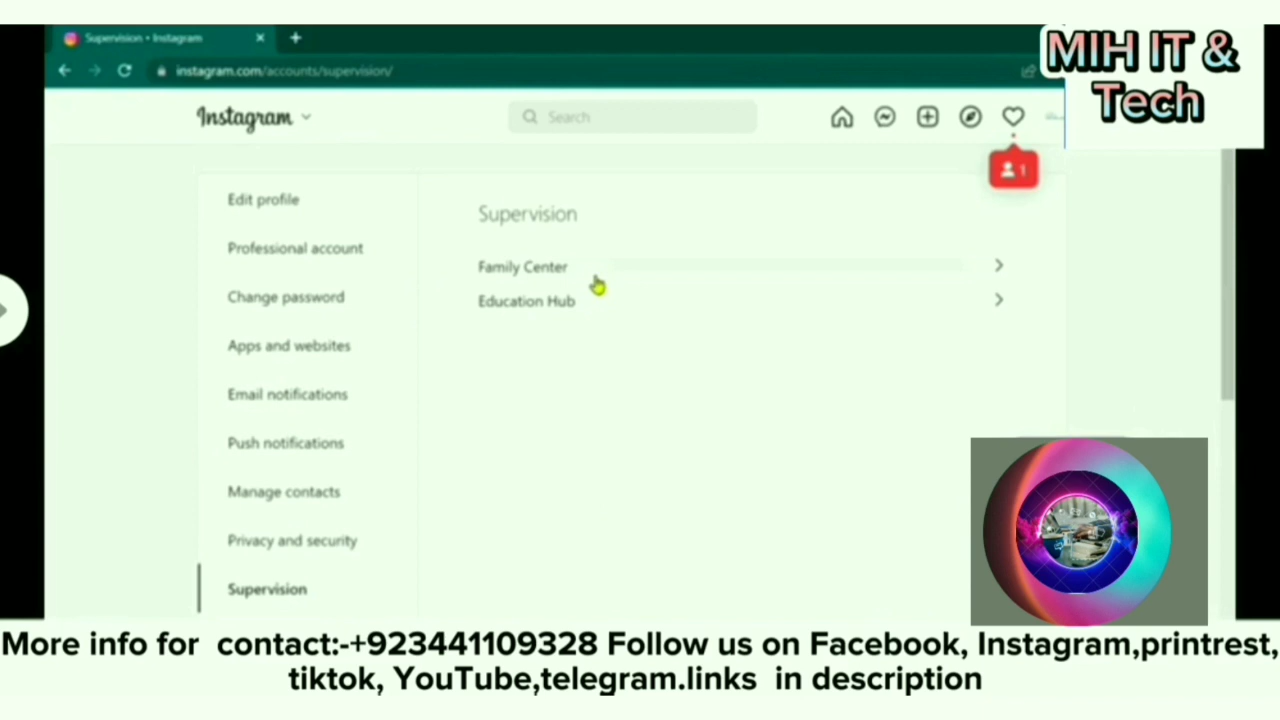 Supervision • Instagram
instagram.com/accounts/supervision/
MIH IT &
Tech
Instagram
Search
1
Edit profile
Professional account
Change password
Apps and websites
Email notifications
Push notifications
Manage contacts
Privacy and security
Supervision
Supervision
Family Center
Education Hub
More info for contact:-+923441109328 Follow us on Facebook, Instagram,printrest,
tiktok, YouTube,telegram.links in description